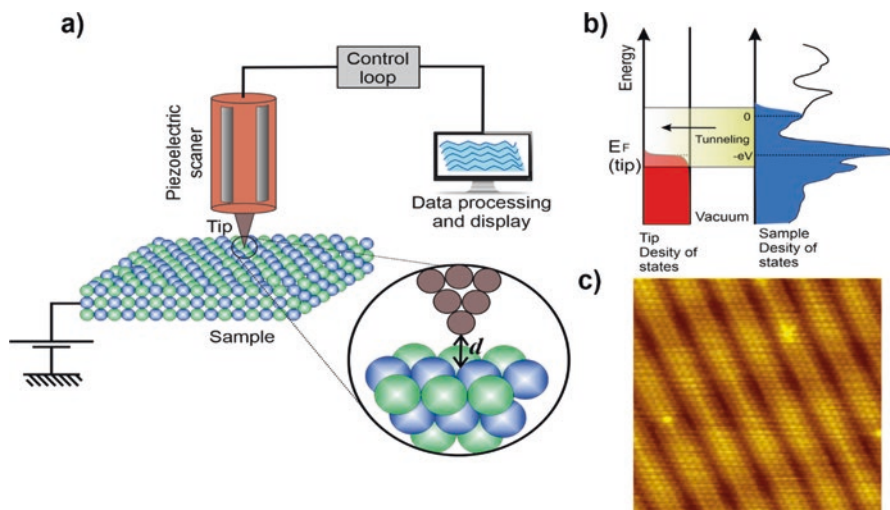 a)
Control
loop
Piezoelectric
scaner
Data processing
and display
Tip
Sample
d
b)
Energy
0
Tunneling
-eV
EF
(tip)
Vacuum
Tip
Desity of
states
Sample
Desity of
states
c)